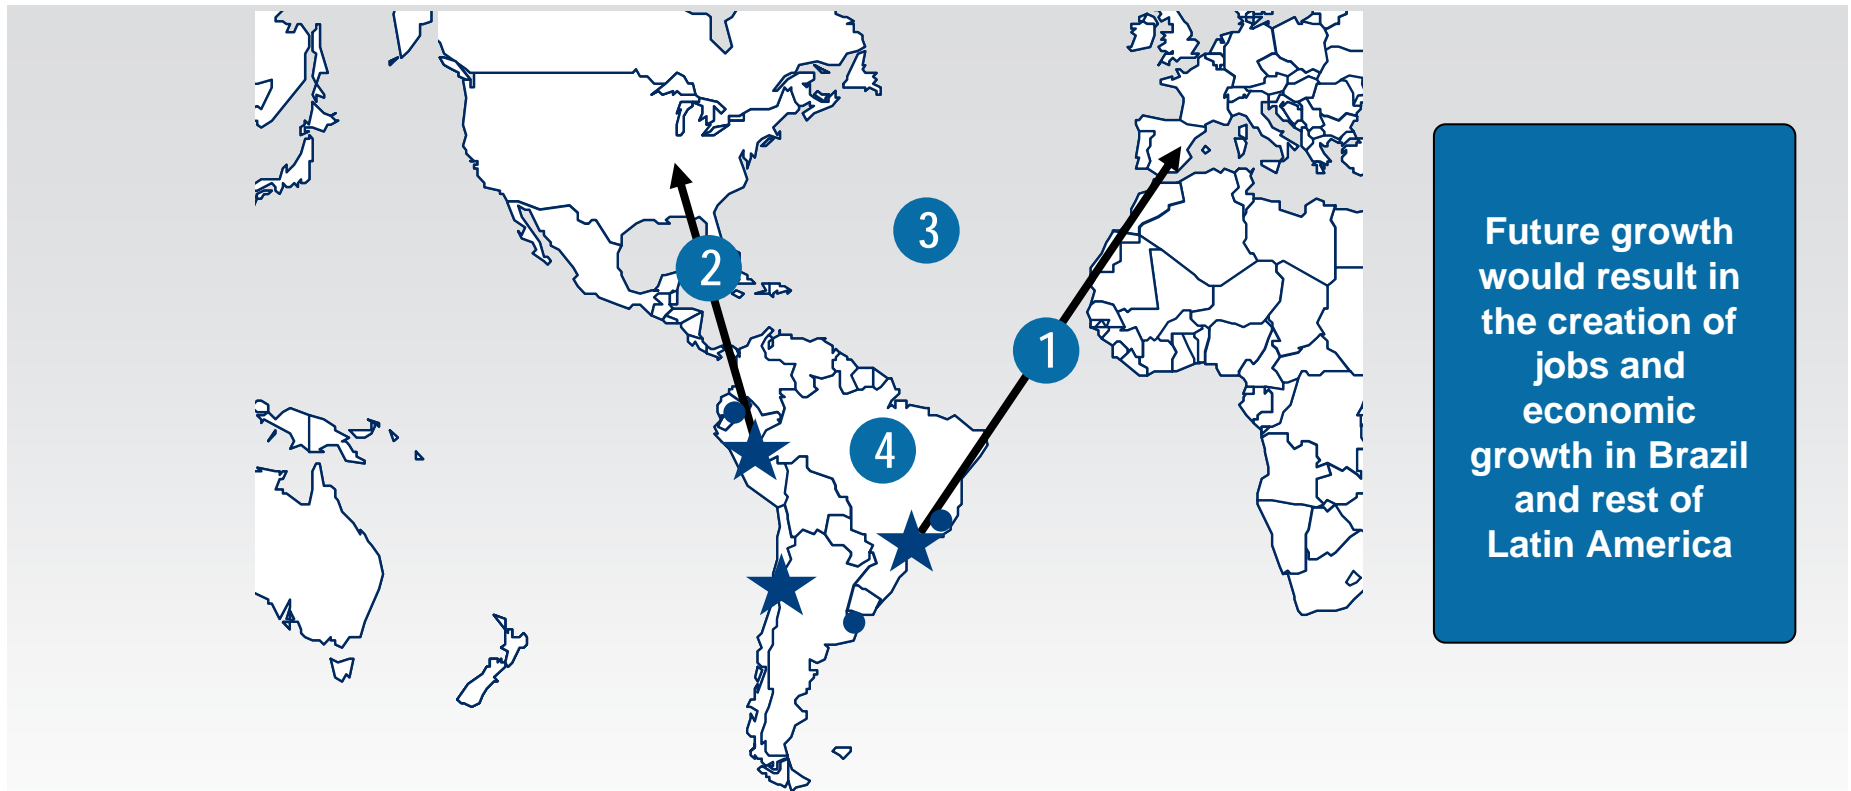 3
2
1
4
Future growth
would result in
the creation of
jobs and
economic
growth in Brazil
and rest of
Latin America